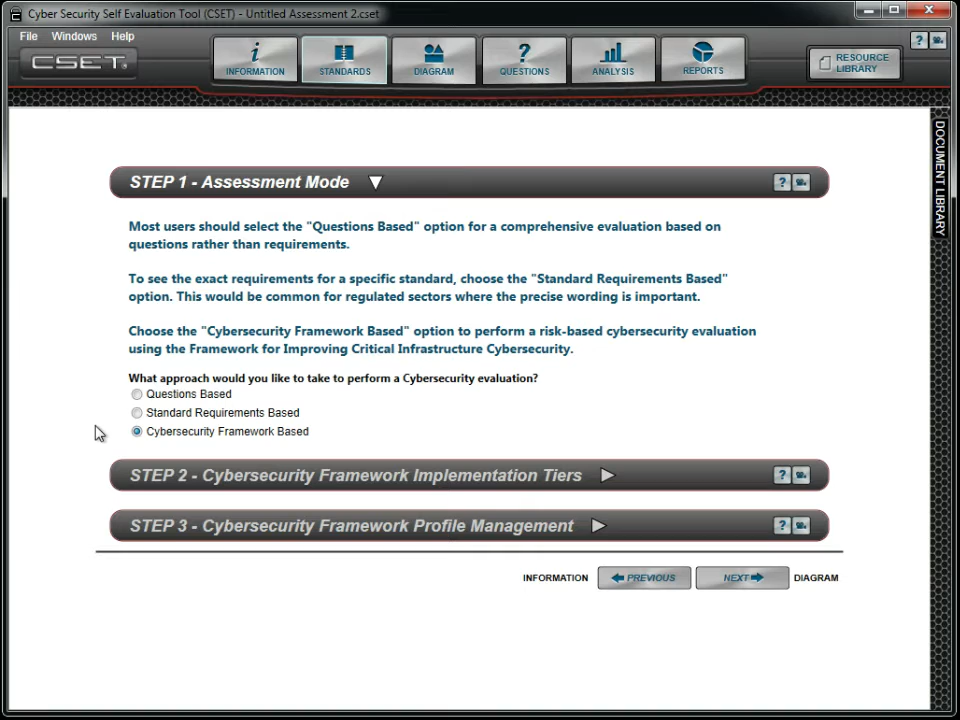 Cyber Security Self Evaluation Tool (CSET) - Untitled Assessment 2.cset
File Windows Help
CSET.
INFORMATION
STANDARDS
DIAGRAM
QUESTIONS
ANALYSIS
REPORTS
RESOURCE
LIBRARY
DOCUMENT LIBRARY
STEP 1 - Assessment Mode
Most users should select the "Questions Based" option for a comprehensive evaluation based on
questions rather than requirements.
To see the exact requirements for a specific standard, choose the "Standard Requirements Based"
option. This would be common for regulated sectors where the precise wording is important.
Choose the "Cybersecurity Framework Based" option to perform a risk-based cybersecurity evaluation
using the Framework for Improving Critical Infrastructure Cybersecurity.
What approach would you like to take to perform a Cybersecurity evaluation?
Questions Based
Standard Requirements Based
Cybersecurity Framework Based
STEP 2 - Cybersecurity Framework Implementation Tiers
STEP 3 - Cybersecurity Framework Profile Management
INFORMATION PREVIOUS NEXT DIAGRAM